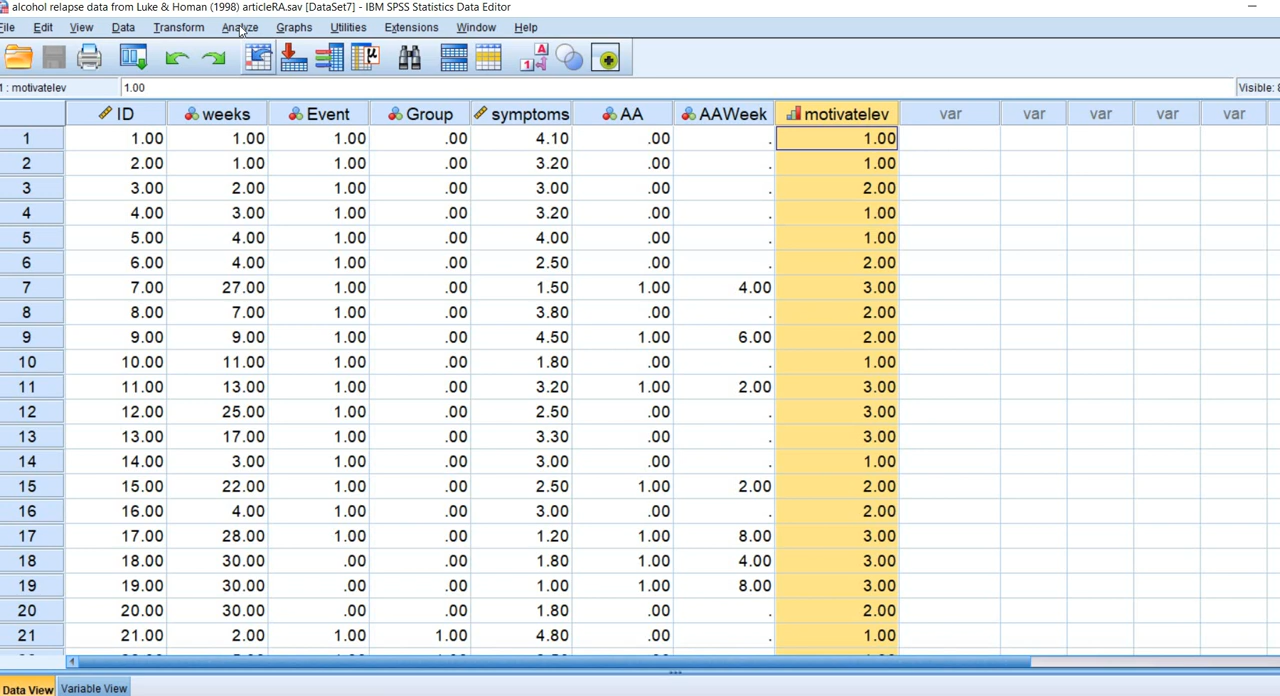 alcohol relapse data from Luke & Homan (1998) articleRA.sav [DataSet7] - IBM SPSS Statistics Data Editor
File Edit View Data Transform Analyze Graphs Utilities Extensions Window Help
1 : motivatelev 1.00 Visible: 8
ID weeks Event Group symptoms AA AAWeek motivatelev var var var var var
1 1.00 1.00 1.00 .00 4.10 .00 . 1.00
2 2.00 1.00 1.00 .00 3.20 .00 . 1.00
3 3.00 2.00 1.00 .00 3.00 .00 . 2.00
4 4.00 3.00 1.00 .00 3.20 .00 . 1.00
5 5.00 4.00 1.00 .00 4.00 .00 . 1.00
6 6.00 4.00 1.00 .00 2.50 .00 . 2.00
7 7.00 27.00 1.00 .00 1.50 1.00 4.00 3.00
8 8.00 7.00 1.00 .00 3.80 .00 . 2.00
9 9.00 9.00 1.00 .00 4.50 1.00 6.00 2.00
10 10.00 11.00 1.00 .00 1.80 .00 . 1.00
11 11.00 13.00 1.00 .00 3.20 1.00 2.00 3.00
12 12.00 25.00 1.00 .00 2.50 .00 . 3.00
13 13.00 17.00 1.00 .00 3.30 .00 . 3.00
14 14.00 3.00 1.00 .00 3.00 .00 . 1.00
15 15.00 22.00 1.00 .00 2.50 1.00 2.00 2.00
16 16.00 4.00 1.00 .00 3.00 .00 . 2.00
17 17.00 28.00 1.00 .00 1.20 1.00 8.00 3.00
18 18.00 30.00 .00 .00 1.80 1.00 4.00 3.00
19 19.00 30.00 .00 .00 1.00 1.00 8.00 3.00
20 20.00 30.00 .00 .00 1.80 .00 . 2.00
21 21.00 2.00 1.00 1.00 4.80 .00 . 1.00
Data View Variable View